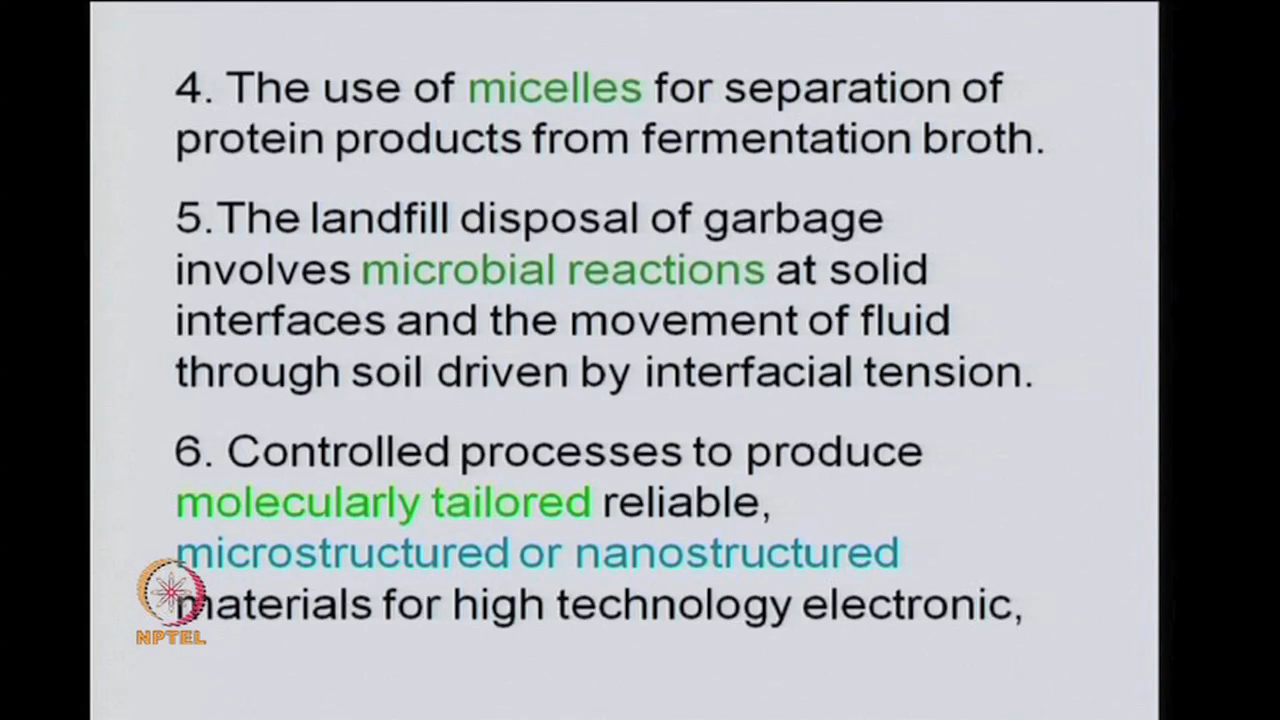 4. The use of micelles for separation of
protein products from fermentation broth.
5.The landfill disposal of garbage
involves microbial reactions at solid
interfaces and the movement of fluid
through soil driven by interfacial tension.
6. Controlled processes to produce
molecularly tailored reliable,
microstructured or nanostructured
materials for high technology electronic,
NPTEL